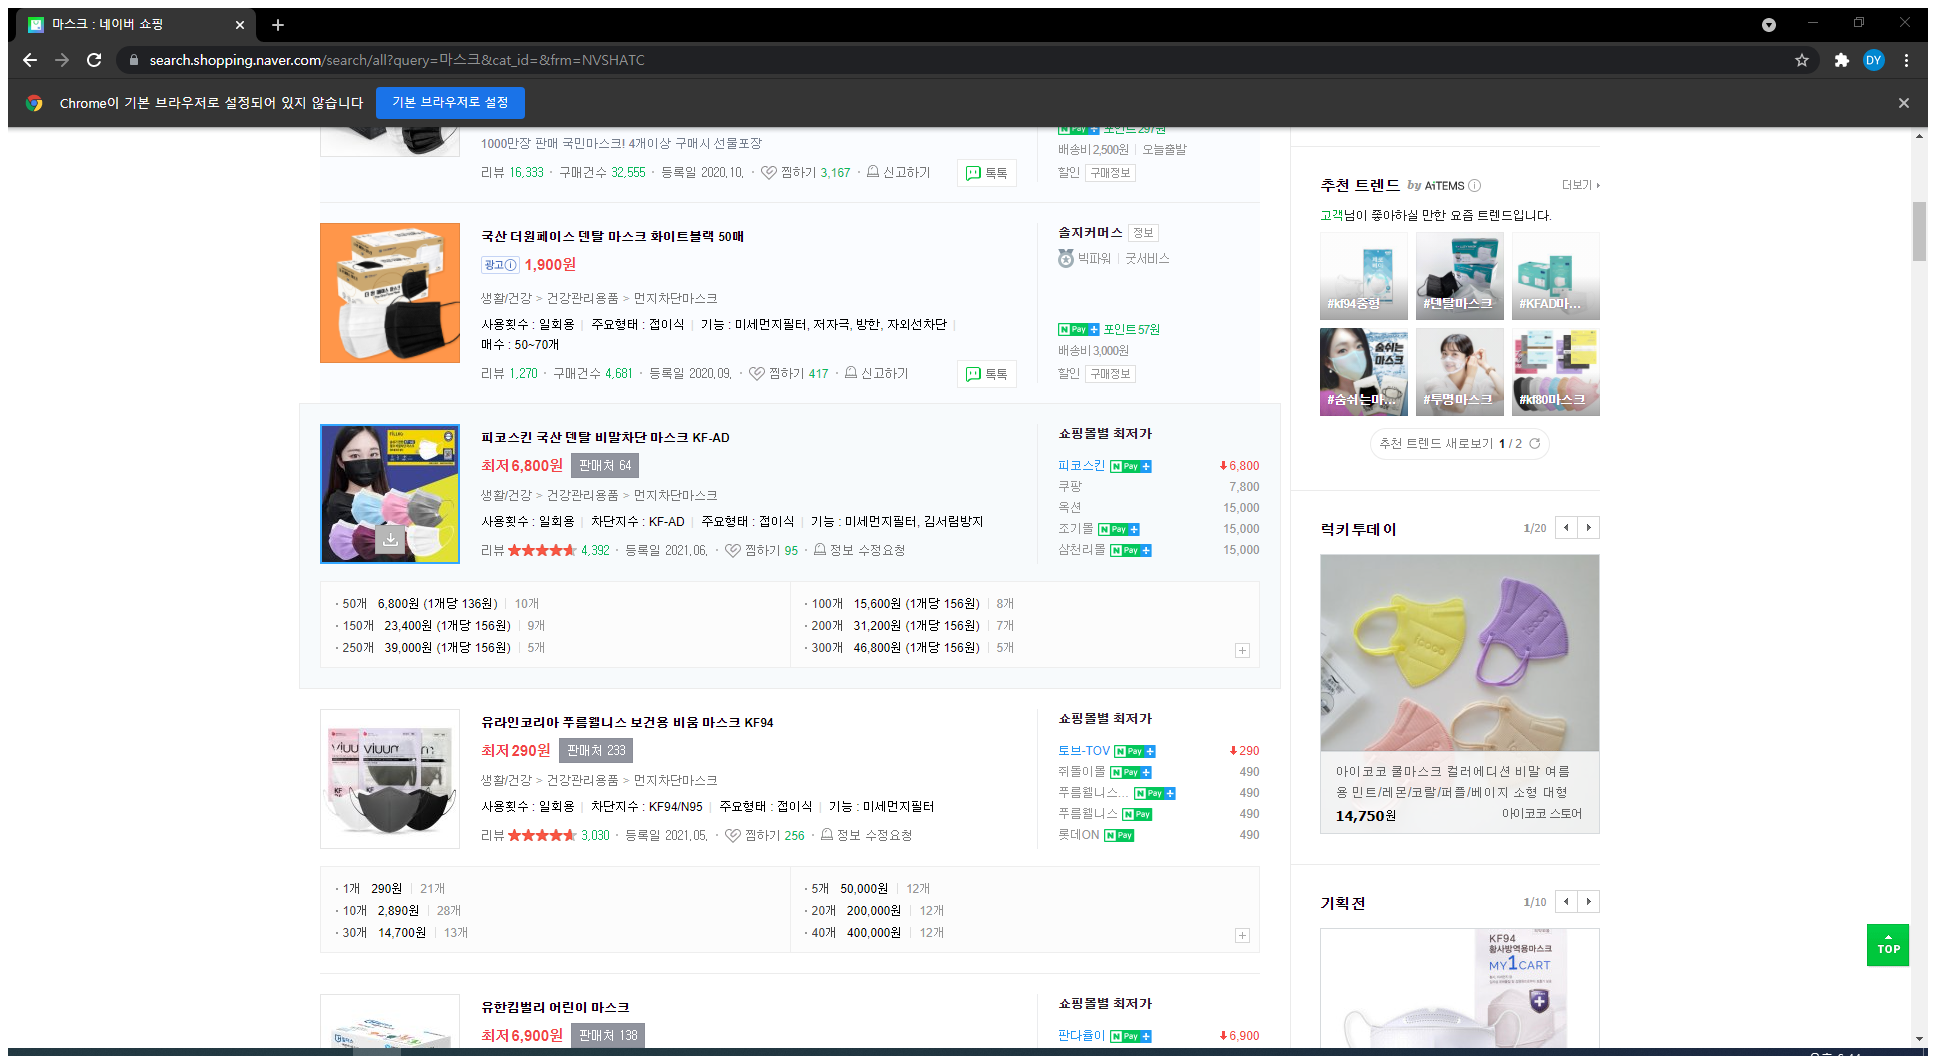 마스크 : 네이버 쇼핑
search.shopping.naver.com/search/all?query=마스크&cat_id=&frm=NVSHATC
DY
Chrome이 기본 브라우저로 설정되어 있지 않습니다
기본 브라우저로 설정
1000만장 판매 국민마스크! 4개이상 구매시 선물포장
리뷰 16,333 · 구매건수 32,555 · 등록일 2020.10. · 찜하기 3,167 · 신고하기
톡톡
N Pay + 포인트 297원
배송비 2,500원 | 오늘출발
할인 구매정보
국산 더원페이스 덴탈 마스크 화이트블랙 50매
광고 1,900원
생활/건강 > 건강관리용품 > 먼지차단마스크
사용횟수 : 일회용 | 주요형태 : 접이식 | 기능 : 미세먼지필터, 저자극, 방한, 자외선차단 |
매수 : 50~70개
리뷰 1,270 · 구매건수 4,681 · 등록일 2020.09. · 찜하기 417 · 신고하기
톡톡
솔지커머스 정보
빅파워 | 굿서비스
N Pay + 포인트 57원
배송비 3,000원
할인 구매정보
피코스킨 국산 덴탈 비말차단 마스크 KF-AD
최저 6,800원 판매처 64
생활/건강 > 건강관리용품 > 먼지차단마스크
사용횟수 : 일회용 | 차단지수 : KF-AD | 주요형태 : 접이식 | 기능 : 미세먼지필터, 김서림방지
리뷰 4,392 · 등록일 2021.06. · 찜하기 95 · 정보 수정요청
쇼핑몰별 최저가
피코스킨 N Pay + 6,800
쿠팡 7,800
옥션 15,000
조기몰 N Pay + 15,000
삼천리몰 N Pay + 15,000
· 50개 6,800원 (1개당 136원) | 10개
· 150개 23,400원 (1개당 156원) | 9개
· 250개 39,000원 (1개당 156원) | 5개
· 100개 15,600원 (1개당 156원) | 8개
· 200개 31,200원 (1개당 156원) | 7개
· 300개 46,800원 (1개당 156원) | 5개
유라인코리아 푸름웰니스 보건용 비움 마스크 KF94
최저 290원 판매처 233
생활/건강 > 건강관리용품 > 먼지차단마스크
사용횟수 : 일회용 | 차단지수 : KF94/N95 | 주요형태 : 접이식 | 기능 : 미세먼지필터
리뷰 3,030 · 등록일 2021.05. · 찜하기 256 · 정보 수정요청
쇼핑몰별 최저가
토브-TOV N Pay + 290
쥐돌이몰 N Pay + 490
푸름웰니스... N Pay + 490
푸름웰니스 N Pay 490
롯데ON N Pay 490
· 1개 290원 | 21개
· 10개 2,890원 | 28개
· 30개 14,700원 | 13개
· 5개 50,000원 | 12개
· 20개 200,000원 | 12개
· 40개 400,000원 | 12개
유한킴벌리 어린이 마스크
최저 6,900원 판매처 138
쇼핑몰별 최저가
판다율이 N Pay + 6,900
추천 트렌드 by AiTEMS
더보기
고객님이 좋아하실 만한 요즘 트렌드입니다.
#kf94중형
#덴탈마스크
#KFAD마...
숨쉬는
마스크
#숨쉬는마...
#투명마스크
#kf80마스크
추천 트렌드 새로보기 1 / 2
럭키투데이
1/20
아이코코 쿨마스크 컬러에디션 비말 여름
용 민트/레몬/코랄/퍼플/베이지 소형 대형
14,750원 아이코코 스토어
기획전
1/10
KF94
황사방역용마스크
MY1CART
TOP